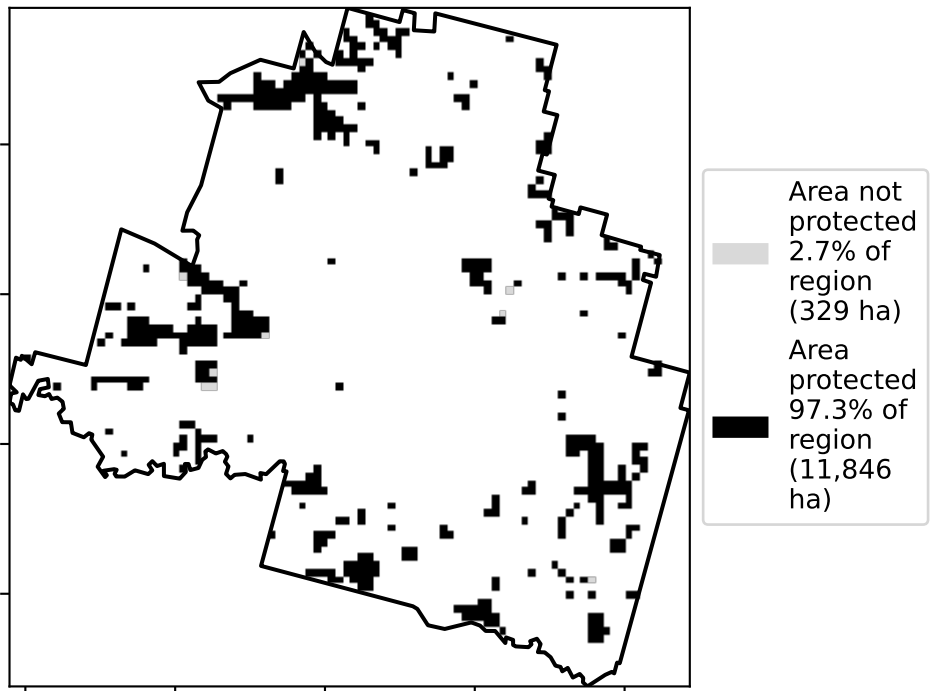 Area not
protected
2.7% of
region
(329 ha)
Area
protected
97.3% of
region
(11,846
ha)